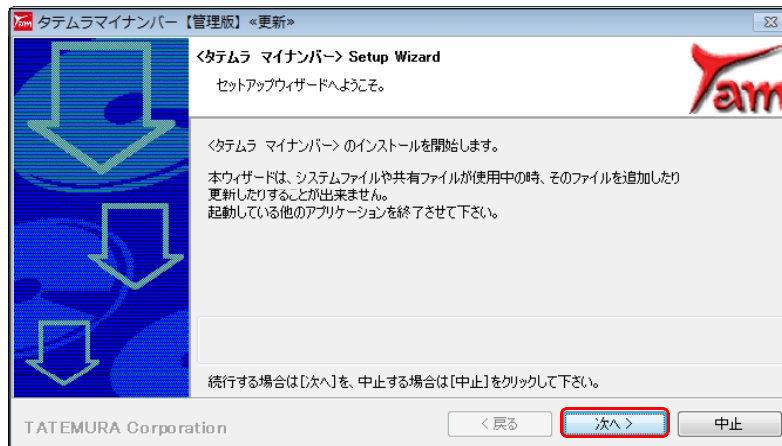 タテムラマイナンバー【管理版】≪更新≫
<タテムラ マイナンバー> Setup Wizard
セットアップウィザードへようこそ。
Tam
<タテムラ マイナンバー> のインストールを開始します。
本ウィザードは、システムファイルや共有ファイルが使用中の時、そのファイルを追加したり
更新したりすることが出来ません。
起動している他のアプリケーションを終了させて下さい。
続行する場合は[次へ]を、中止する場合は[中止]をクリックして下さい。
TATEMURA Corporation
< 戻る
次へ >
中止